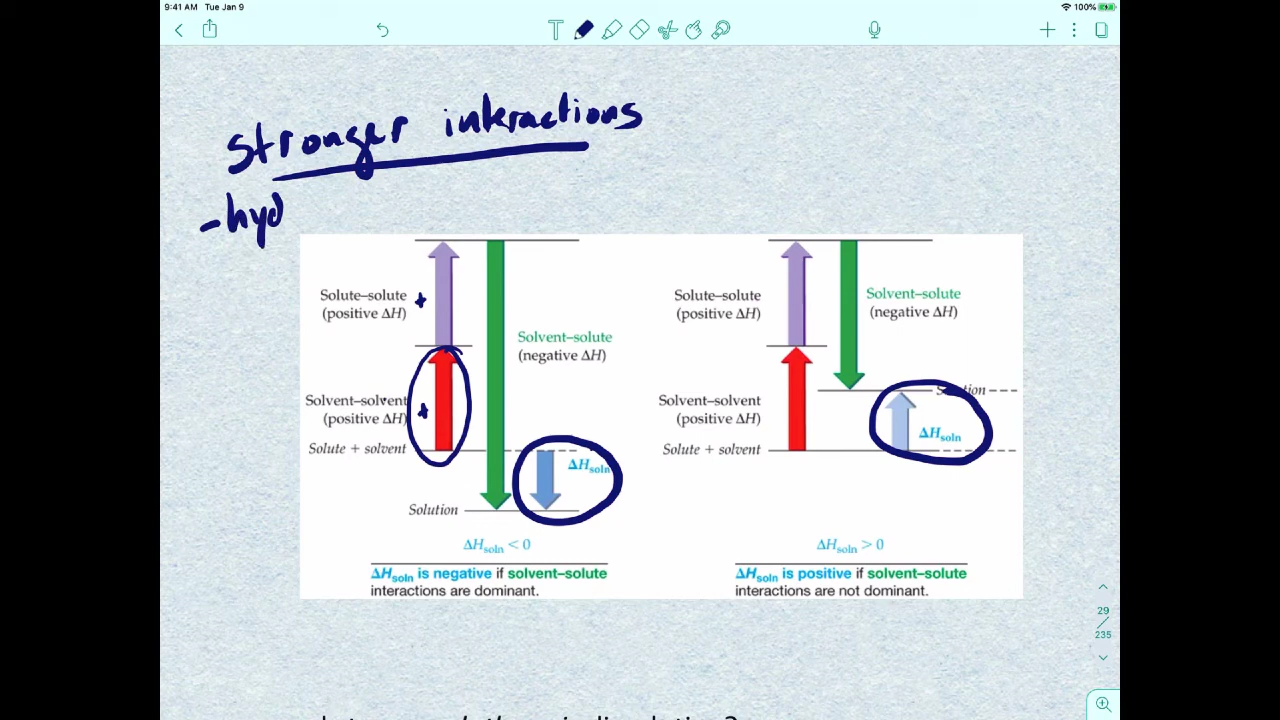 9:41 AM Tue Jan 9
100%
T
stronger interactions
-hyd
Solute–solute
(positive ΔH)
+
Solvent–solute
(negative ΔH)
Solvent–solvent
(positive ΔH)
+
Solute + solvent
ΔHsoln
Solution
ΔHsoln < 0
ΔHsoln is negative if solvent–solute
interactions are dominant.
Solute–solute
(positive ΔH)
Solvent–solute
(negative ΔH)
Solution
Solvent–solvent
(positive ΔH)
ΔHsoln
Solute + solvent
ΔHsoln > 0
ΔHsoln is positive if solvent–solute
interactions are not dominant.
29
/
235